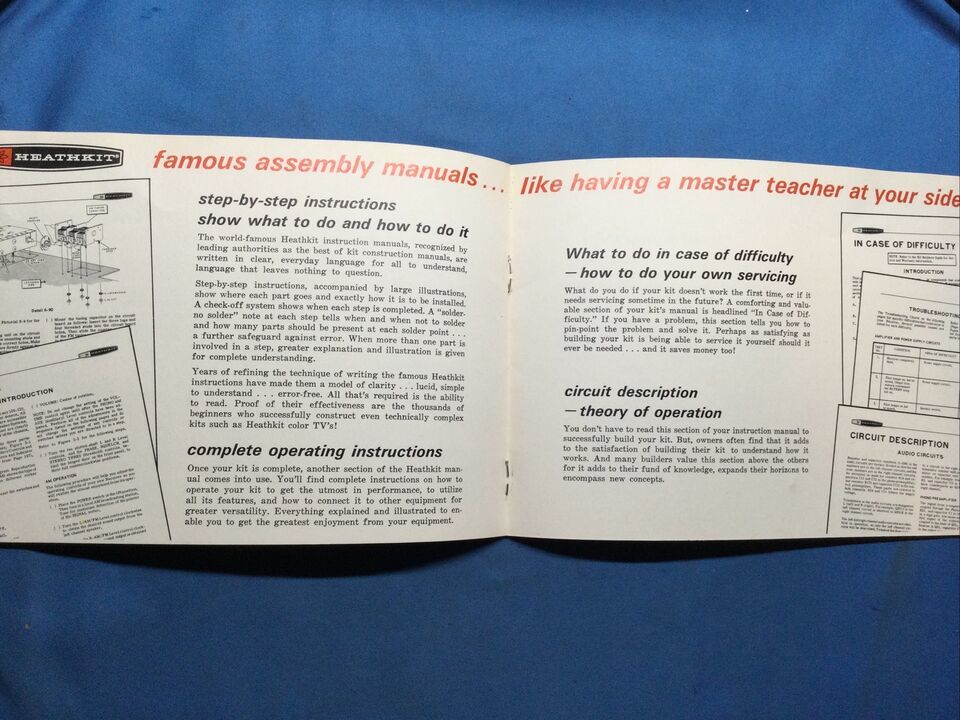 HEATHKIT®
famous assembly manuals... like having a master teacher at your side
step-by-step instructions
show what to do and how to do it
The world-famous Heathkit instruction manuals, recognized by
leading authorities as the best of kit construction manuals, are
written in clear, everyday language for all to understand,
language that leaves nothing to question.
Step-by-step instructions, accompanied by large illustrations,
show where each part goes and exactly how it is to be installed.
A check-off system shows when each step is completed. A "solder-
no solder" note at each step tells when and when not to solder
and how many parts should be present at each solder point . . .
a further safeguard against error. When more than one part is
involved in a step, greater explanation and illustration is given
for complete understanding.
Years of refining the technique of writing the famous Heathkit
instructions have made them a model of clarity . . . lucid, simple
to understand . . . error-free. All that's required is the ability
to read. Proof of their effectiveness are the thousands of
beginners who successfully construct even technically complex
kits such as Heathkit color TV's!
complete operating instructions
Once your kit is complete, another section of the Heathkit man-
ual comes into use. You'll find complete instructions on how to
operate your kit to get the utmost in performance, to utilize
all its features, and how to connect it to other equipment for
greater versatility. Everything explained and illustrated to en-
able you to get the greatest enjoyment from your equipment.
What to do in case of difficulty
—how to do your own servicing
What do you do if your kit doesn't work the first time, or if it
needs servicing sometime in the future? A comforting and valu-
able section of your kit's manual is headlined "In Case of Dif-
ficulty." If you have a problem, this section tells you how to
pin-point the problem and solve it. Perhaps as satisfying as
building your kit is being able to service it yourself should it
ever be needed . . . and it saves money too!
circuit description
—theory of operation
You don't have to read this section of your instruction manual to
successfully build your kit. But, owners often find that it adds
to the satisfaction of building their kit to understand how it
works. And many builders value this section above the others
for it adds to their fund of knowledge, expands their horizons to
encompass new concepts.
IN CASE OF DIFFICULTY
INTRODUCTION
TROUBLESHOOTING
CIRCUIT DESCRIPTION
AUDIO CIRCUITS
INTRODUCTION
AM OPERATION